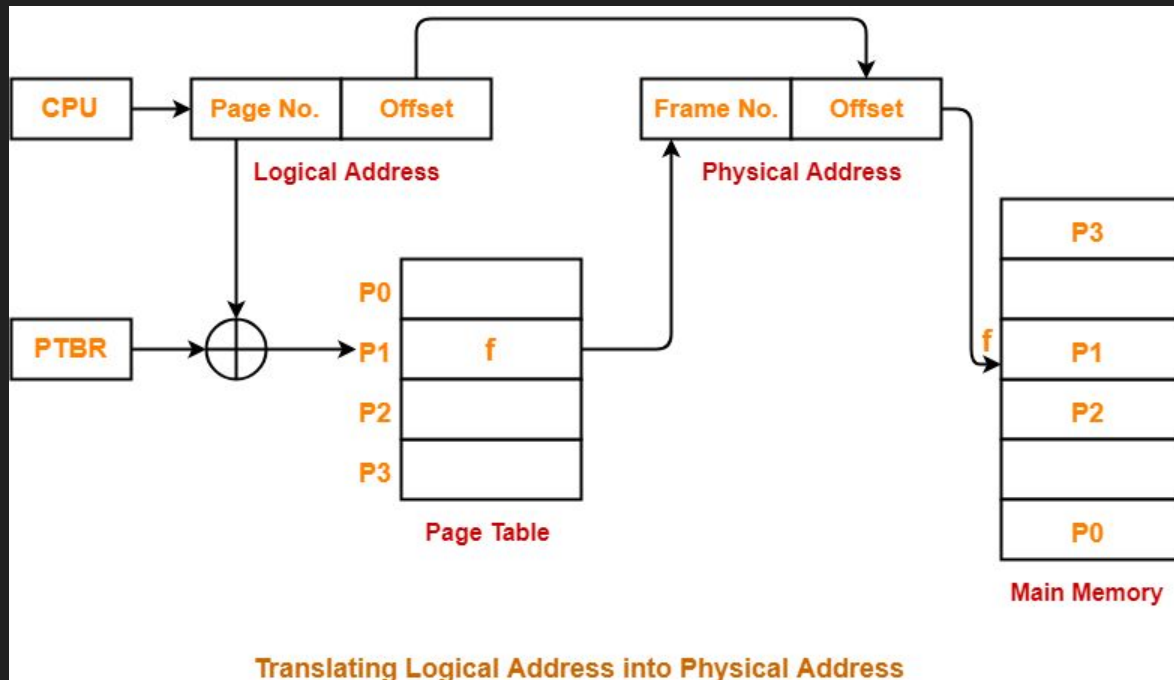 CPU
Page No.
Offset
Frame No.
Offset
Logical Address
Physical Address
P3
P0
PTBR
P1
f
f
P1
P2
P2
P3
P0
Page Table
Main Memory
Translating Logical Address into Physical Address